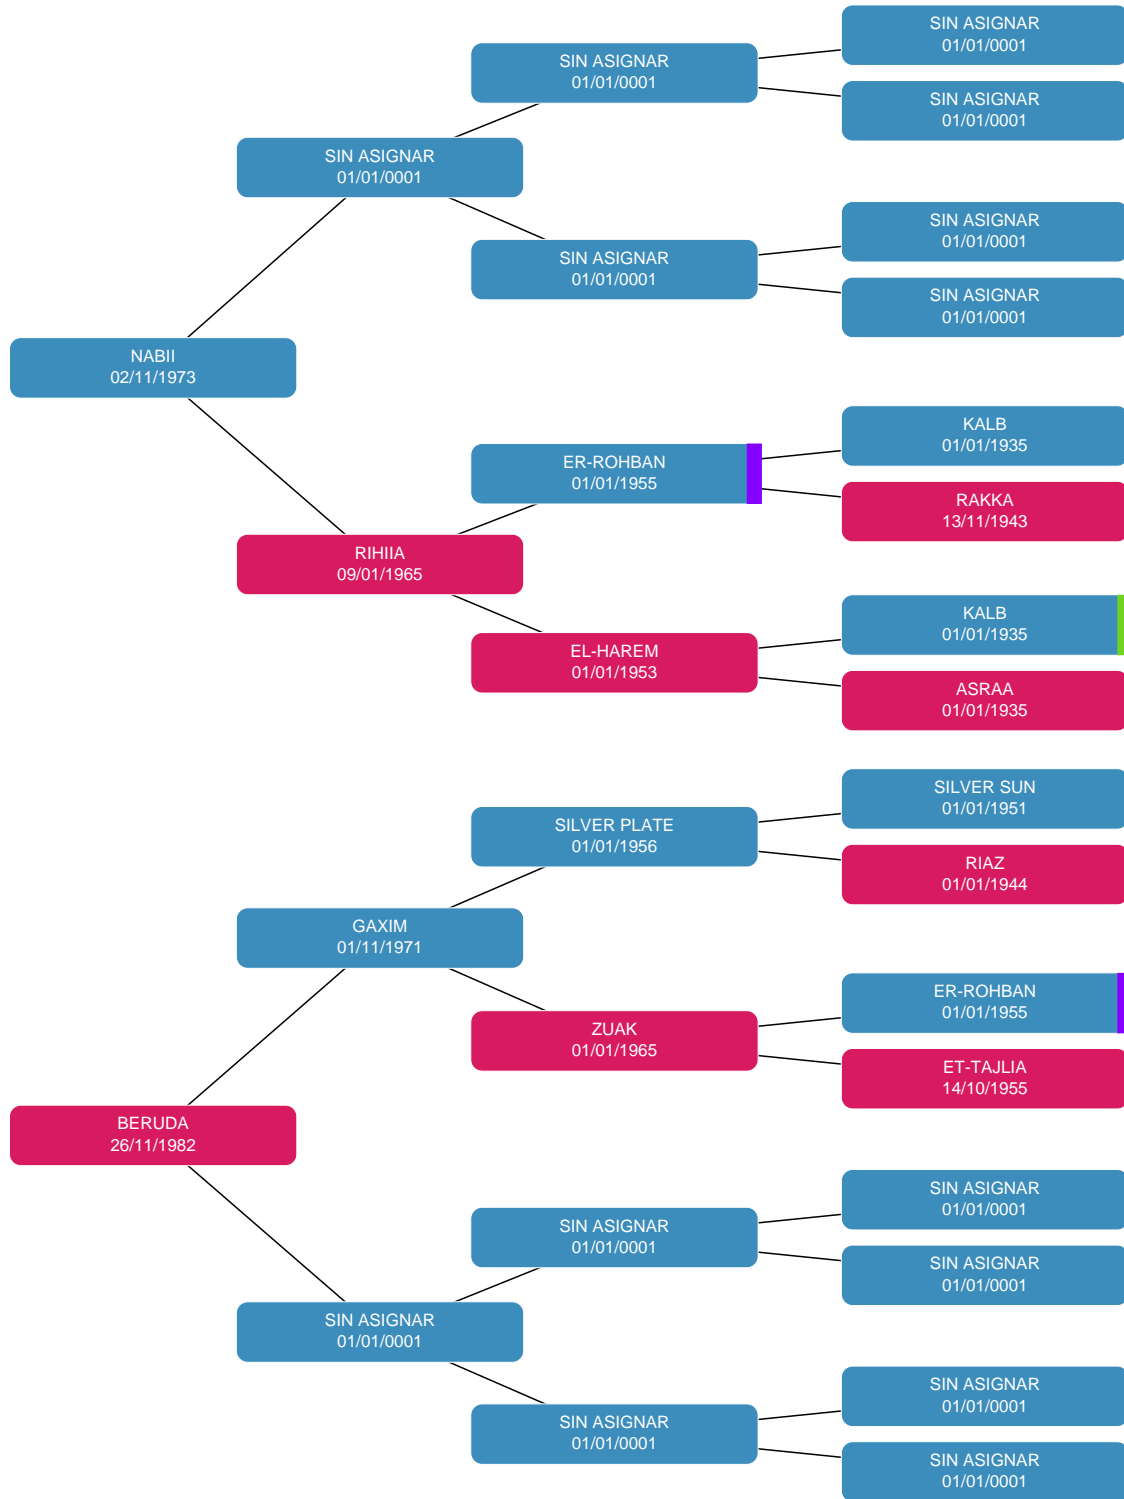 SIN ASIGNAR
01/01/0001
SIN ASIGNAR
01/01/0001
SIN ASIGNAR
01/01/0001
SIN ASIGNAR
01/01/0001
SIN ASIGNAR
01/01/0001
SIN ASIGNAR
01/01/0001
SIN ASIGNAR
01/01/0001
NABII
02/11/1973
KALB
01/01/1935
ER-ROHBAN
01/01/1955
RAKKA
13/11/1943
RIHIIA
09/01/1965
KALB
01/01/1935
EL-HAREM
01/01/1953
ASRAA
01/01/1935
SILVER SUN
01/01/1951
SILVER PLATE
01/01/1956
RIAZ
01/01/1944
GAXIM
01/11/1971
ER-ROHBAN
01/01/1955
ZUAK
01/01/1965
ET-TAJLIA
14/10/1955
BERUDA
26/11/1982
SIN ASIGNAR
01/01/0001
SIN ASIGNAR
01/01/0001
SIN ASIGNAR
01/01/0001
SIN ASIGNAR
01/01/0001
SIN ASIGNAR
01/01/0001
SIN ASIGNAR
01/01/0001
SIN ASIGNAR
01/01/0001